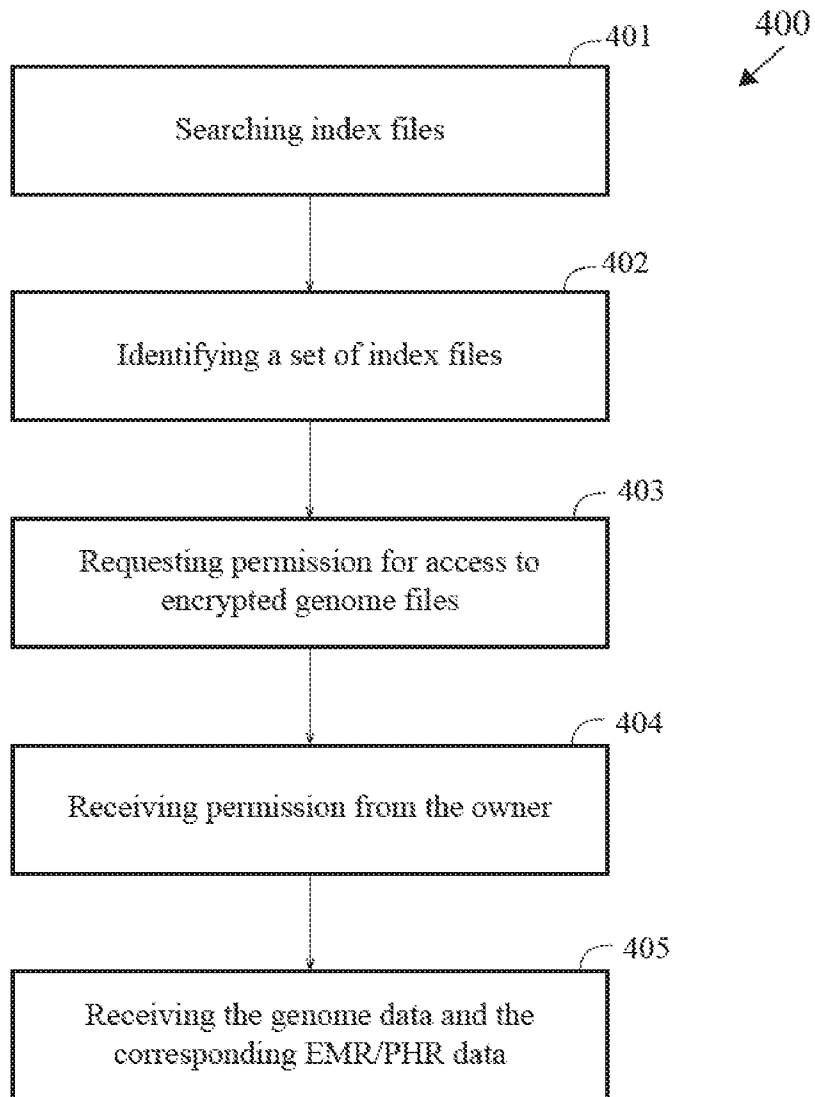 400
401
Searching index files
402
Identifying a set of index files
403
Requesting permission for access to
encrypted genome files
404
Receiving permission from the owner
405
Receiving the genome data and the
corresponding EMR/PHR data